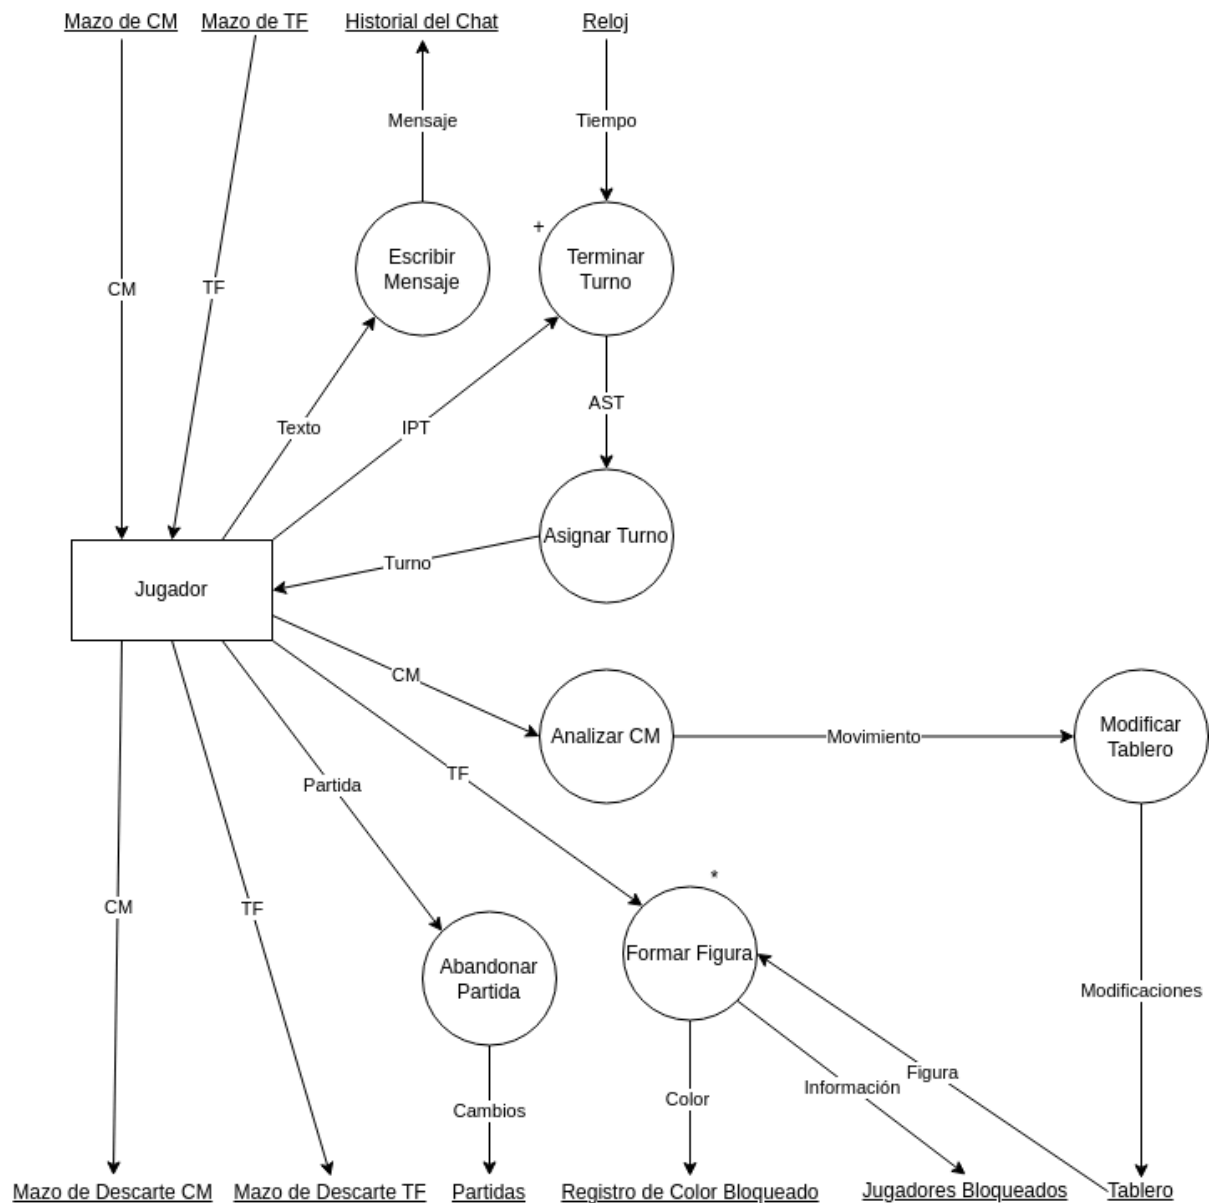 Mazo de CM
Mazo de TF
Historial del Chat
Reloj
Mensaje
Tiempo
+
Escribir
Mensaje
Terminar
Turno
CM
TF
AST
Texto
IPT
Asignar Turno
Turno
Jugador
CM
Analizar CM
Movimiento
Modificar
Tablero
TF
Partida
*
CM
TF
Formar Figura
Abandonar
Partida
Modificaciones
Figura
Información
Color
Cambios
Mazo de Descarte CM
Mazo de Descarte TF
Partidas
Registro de Color Bloqueado
Jugadores Bloqueados
Tablero